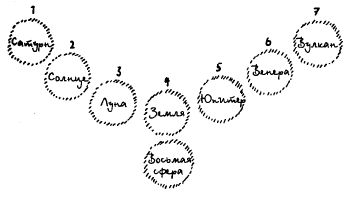 1
Сатурн
2
Солнце
3
Луна
4
Земля
5
Юпитер
6
Венера
7
Вулкан
Восьмая
сфера